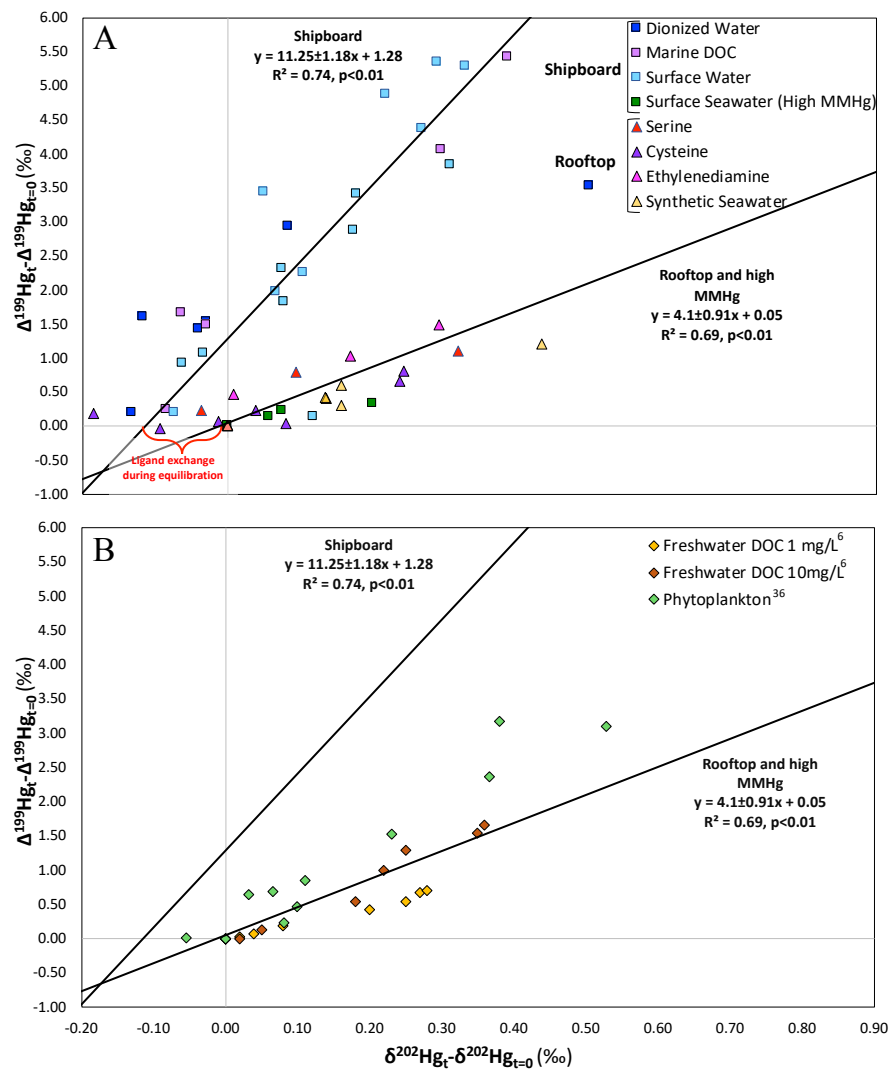 A
6.00
5.50
5.00
4.50
4.00
3.50
3.00
2.50
2.00
1.50
1.00
0.50
0.00
-0.50
-1.00
Δ¹⁹⁹Hgₜ-Δ¹⁹⁹Hgₜ₌₀ (‰)
Shipboard
y = 11.25±1.18x + 1.28
R² = 0.74, p<0.01
Shipboard
Dionized Water
Marine DOC
Surface Water
Surface Seawater (High MMHg)
Rooftop
Serine
Cysteine
Ethylenediamine
Synthetic Seawater
Rooftop and high
MMHg
y = 4.1±0.91x + 0.05
R² = 0.69, p<0.01
Ligand exchange
during equilibration
B
6.00
5.50
5.00
4.50
4.00
3.50
3.00
2.50
2.00
1.50
1.00
0.50
0.00
-0.50
-1.00
Δ¹⁹⁹Hgₜ-Δ¹⁹⁹Hgₜ₌₀ (‰)
Shipboard
y = 11.25±1.18x + 1.28
R² = 0.74, p<0.01
Freshwater DOC 1 mg/L⁶
Freshwater DOC 10mg/L⁶
Phytoplankton³⁶
Rooftop and high
MMHg
y = 4.1±0.91x + 0.05
R² = 0.69, p<0.01
-0.20 -0.10 0.00 0.10 0.20 0.30 0.40 0.50 0.60 0.70 0.80 0.90
δ²⁰²Hgₜ-δ²⁰²Hgₜ₌₀ (‰)